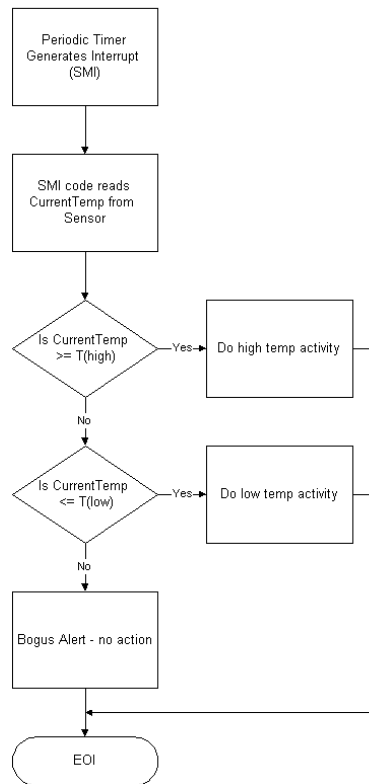 Periodic Timer
Generates Interrupt
(SMI)
SMI code reads
CurrentTemp from
Sensor
Is CurrentTemp
>= T(high)
Yes
Do high temp activity
No
Is CurrentTemp
<= T(low)
Yes
Do low temp activity
No
Bogus Alert - no action
EOI